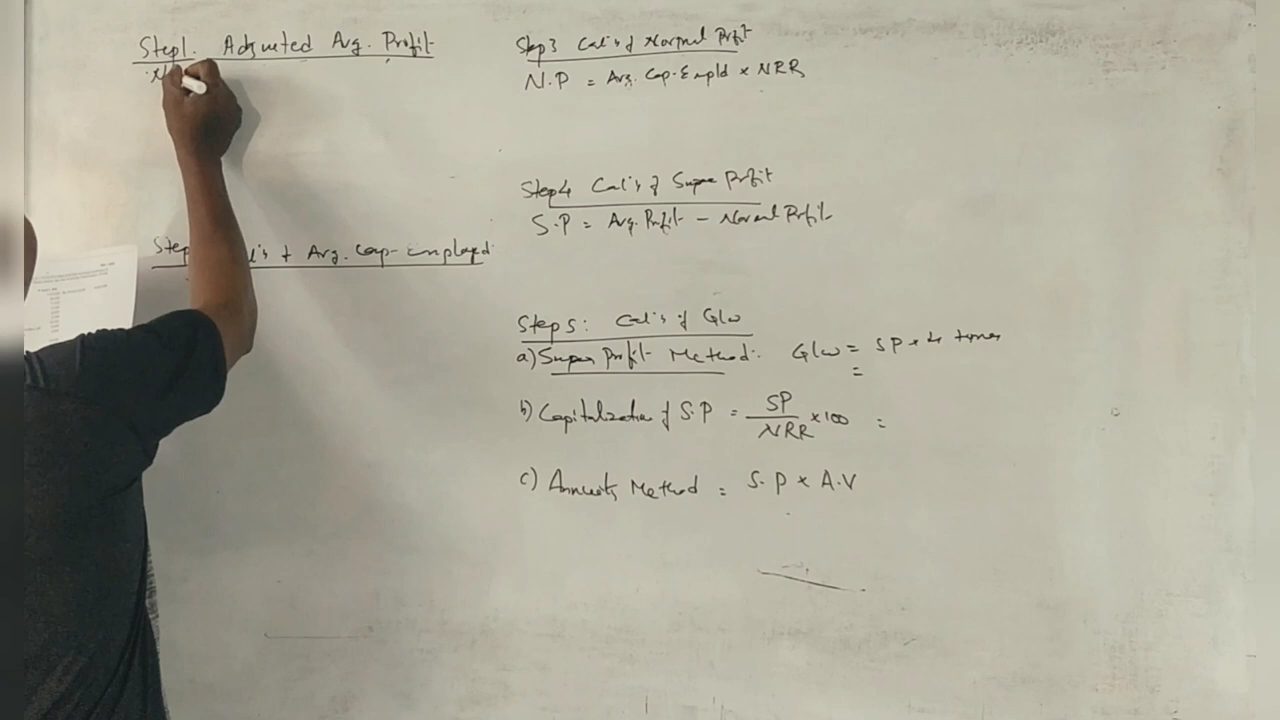 Step1. Adjusted Avg. Profit
Step
+ Avg. Cap-Employed
Step3 Cal's of Normal Profit
N.P = Avg. Cap-Empld × NRR
Step4 Cal's of Super Profit
S.P = Avg. Profit - Normal Profit
Step5: Cal's of Glw
a) Super Profit Method: Glw = SP × 4 times
=
b) Capitalization of S.P = SP/NRR ×100 =
c) Annuity Method = S.P × A.V